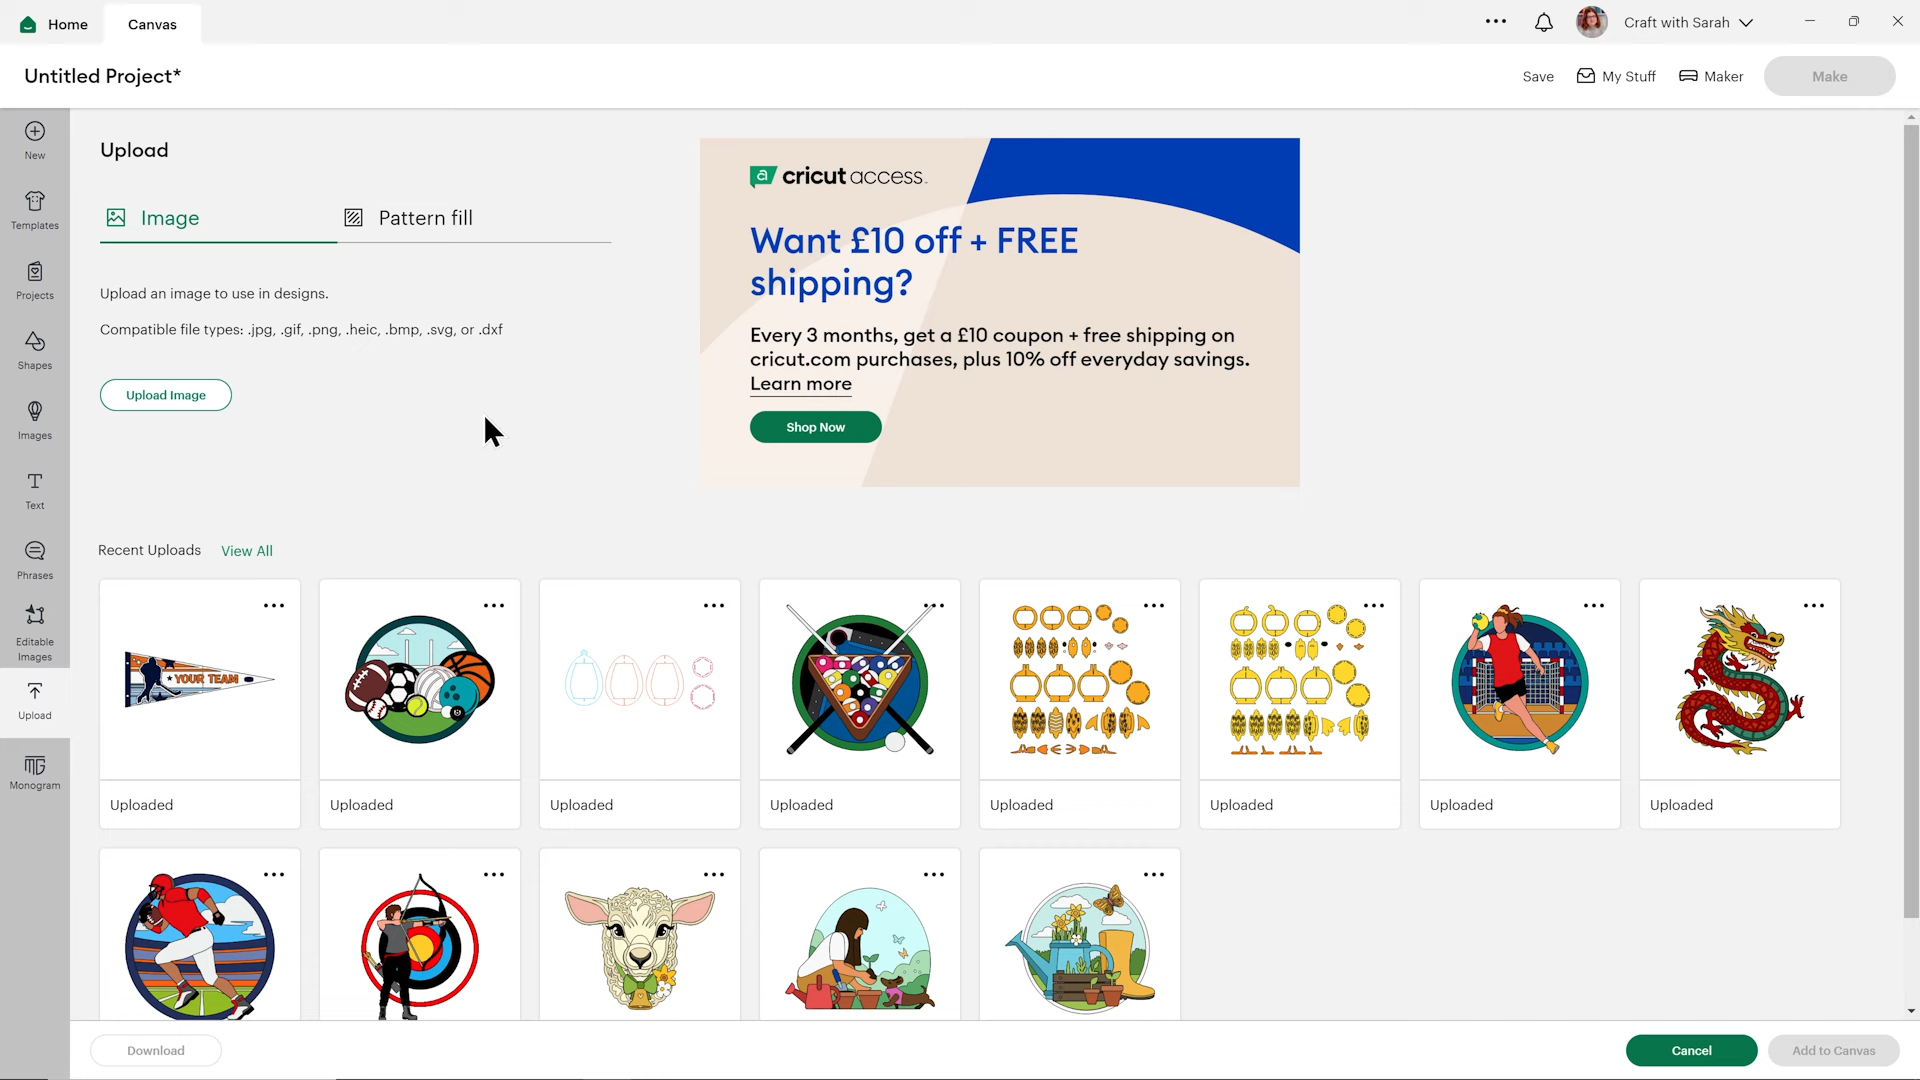 Home
Canvas
Craft with Sarah
Untitled Project*
Save
My Stuff
Maker
Make
New
Templates
Projects
Shapes
Images
Text
Phrases
Editable
Images
Upload
Monogram
Upload
Image
Pattern fill
Upload an image to use in designs.
Compatible file types: .jpg, .gif, .png, .heic, .bmp, .svg, or .dxf
Upload Image
a cricut access™
Want £10 off + FREE
shipping?
Every 3 months, get a £10 coupon + free shipping on
cricut.com purchases, plus 10% off everyday savings.
Learn more
Shop Now
Recent Uploads
View All
YOUR TEAM
Uploaded
Uploaded
Uploaded
Uploaded
Uploaded
Uploaded
Uploaded
Uploaded
Download
Cancel
Add to Canvas